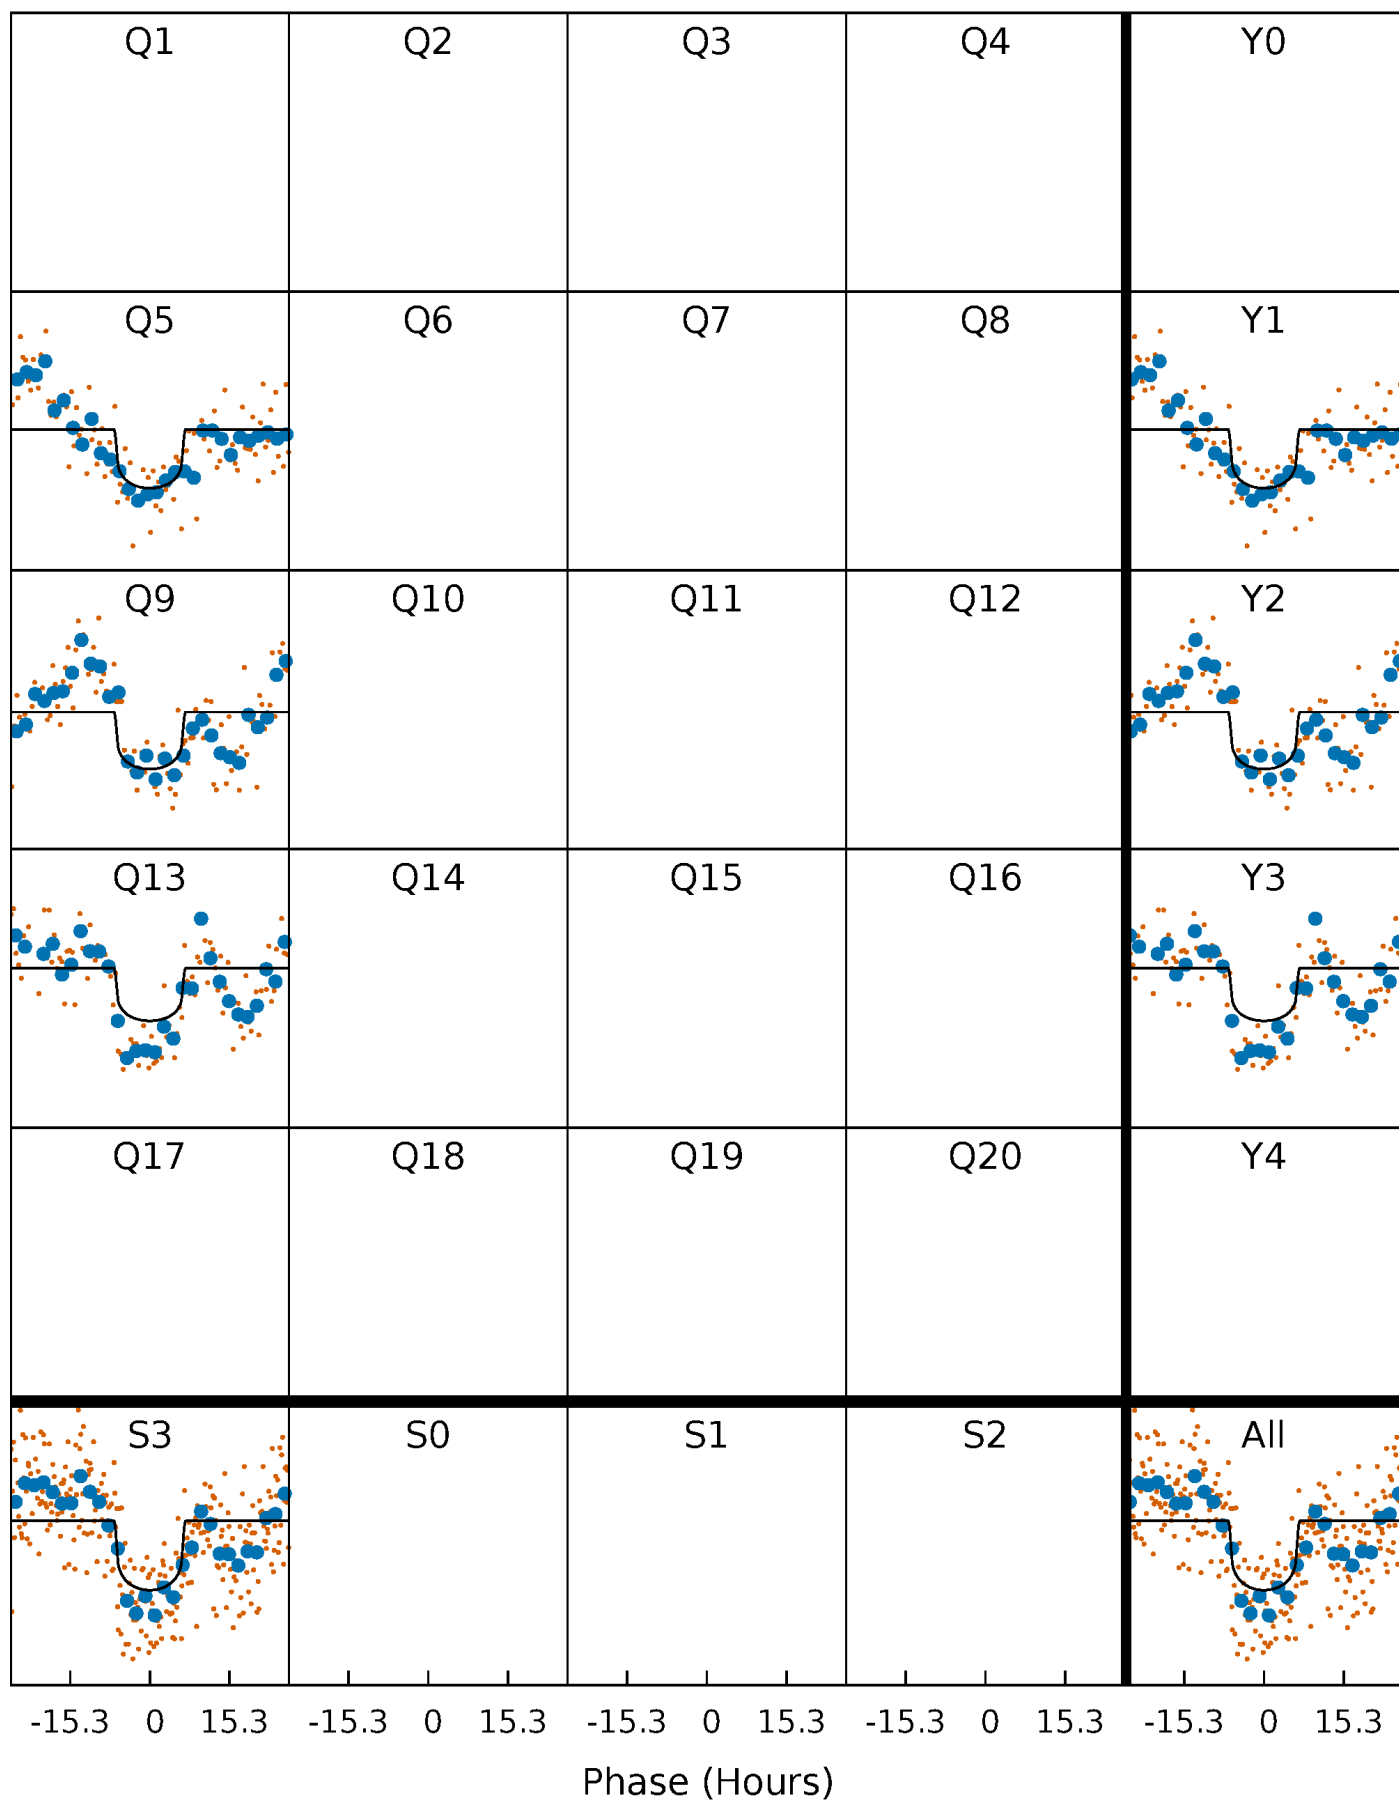 Q1 Q2 Q3 Q4 Y0
Q5 Q6 Q7 Q8 Y1
Q9 Q10 Q11 Q12 Y2
Q13 Q14 Q15 Q16 Y3
Q17 Q18 Q19 Q20 Y4
S3 S0 S1 S2 All
-15.3 0 15.3 -15.3 0 15.3 -15.3 0 15.3 -15.3 0 15.3 -15.3 0 15.3
Phase (Hours)